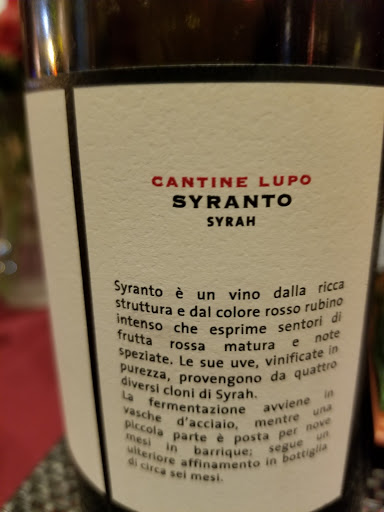 CANTINE LUPO
SYRANTO
SYRAH
Syranto è un vino dalla ricca
struttura e dal colore rosso rubino
intenso che esprime sentori di
frutta rossa matura e note
speziate. Le sue uve, vinificate in
purezza, provengono da quattro
diversi cloni di Syrah.
La fermentazione avviene in
vasche d'acciaio, mentre una
piccola parte è posta per nove
mesi in barrique; segue un
ulteriore affinamento in bottiglia
di circa sei mesi.